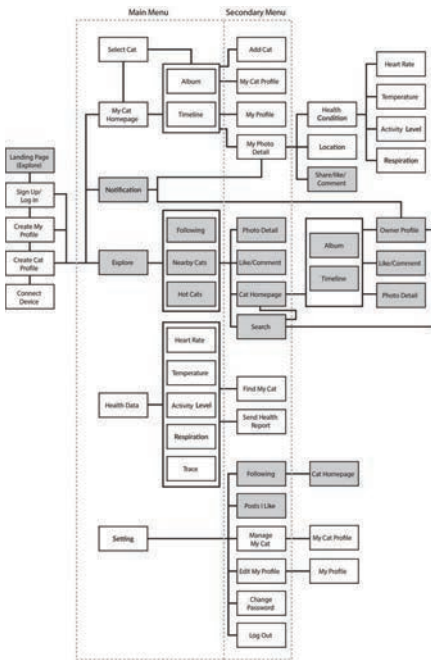 Main Menu
Secondary Menu
Select Cat
Album
Timeline
My Cat
Homepage
Add Cat
My Cat Profile
My Profile
My Photo
Detail
Health
Condition
Location
Share/like/
Comment
Heart Rate
Temperature
Activity Level
Respiration
Landing Page
(Explore)
Sign Up/
Log in
Create My
Profile
Create Cat
Profile
Connect
Device
Notification
Explore
Following
Nearby Cats
Hot Cats
Photo Detail
Like/Comment
Cat Homepage
Search
Album
Timeline
Owner Profile
Like/Comment
Photo Detail
Health Data
Heart Rate
Temperature
Activity Level
Respiration
Trace
Find My Cat
Send Health
Report
Setting
Following
Cat Homepage
Posts I Like
Manage
My Cat
My Cat Profile
Edit My Profile
My Profile
Change
Password
Log Out